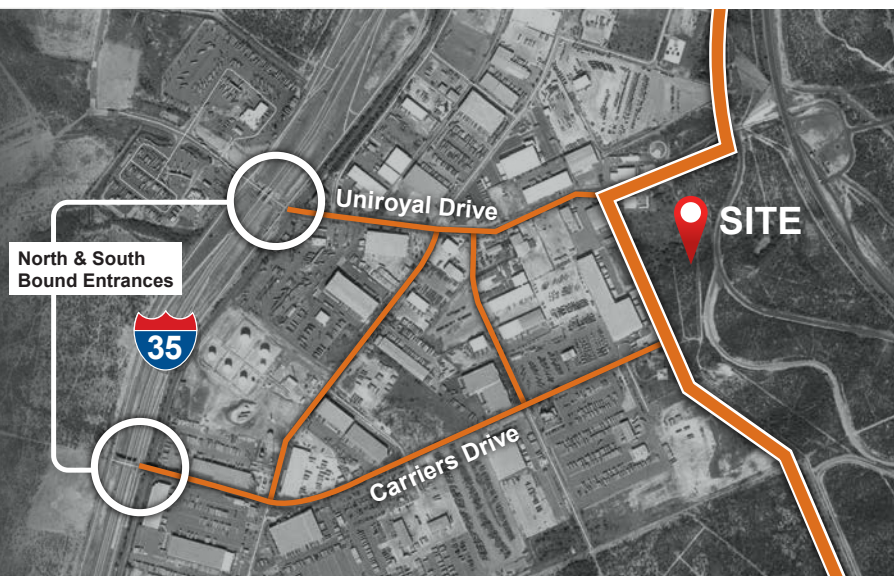 Uniroyal Drive
SITE
North & South
Bound Entrances
35
Carriers Drive